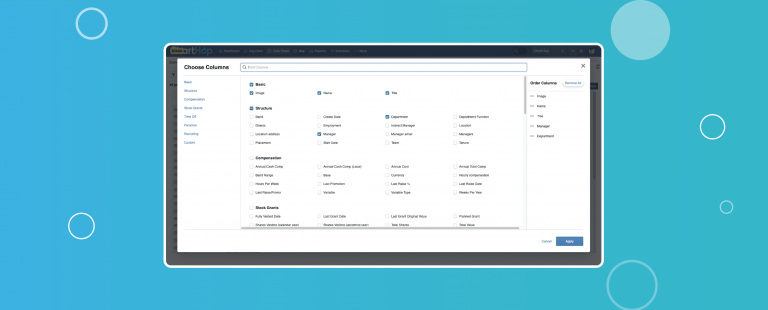 Choose Columns
Find Columns
Basic
Structure
Compensation
Stock Grants
Time Off
Personal
Recruiting
Custom
Basic
Image Name Title
Structure
Band Create Date Department Department Function
Directs Employment Indirect Manager Location
Location address Manager Manager email Managers
Placement Start Date Team Tenure
Compensation
Annual Cash Comp Annual Cash Comp (Local) Annual Cost Annual Total Comp
Band Range Base Currency Hourly compensation
Hours Per Week Last Promotion Last Raise % Last Raise Date
Last Raise/Promo Variable Variable Type Weeks Per Year
Stock Grants
Fully Vested Date Last Grant Date Last Grant Original Value Planned Grant
Shares Vesting (calendar year) Total Shares Total Value
Order Columns Remove All
Image
Name
Title
Manager
Department
Cancel Apply